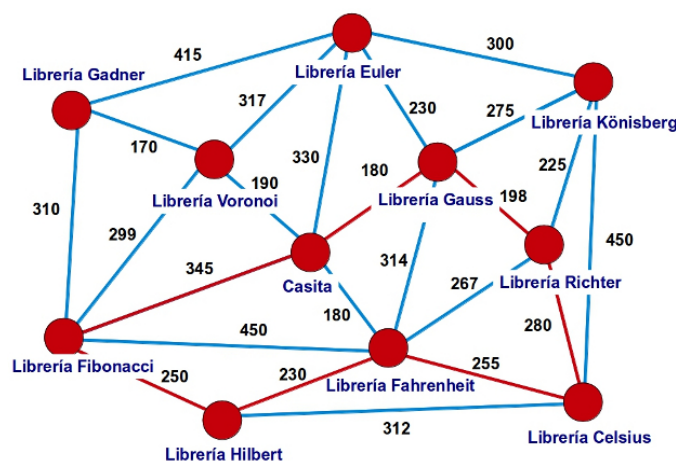 415
300
Librería Gadner
Librería Euler
317
230
275
Librería Könisberg
170
330
180
225
190
Librería Voronoi
Librería Gauss
198
310
299
450
345
314
Casita
267
Librería Richter
180
280
450
Librería Fibonacci
255
250
230
Librería Fahrenheit
312
Librería Hilbert
Librería Celsius